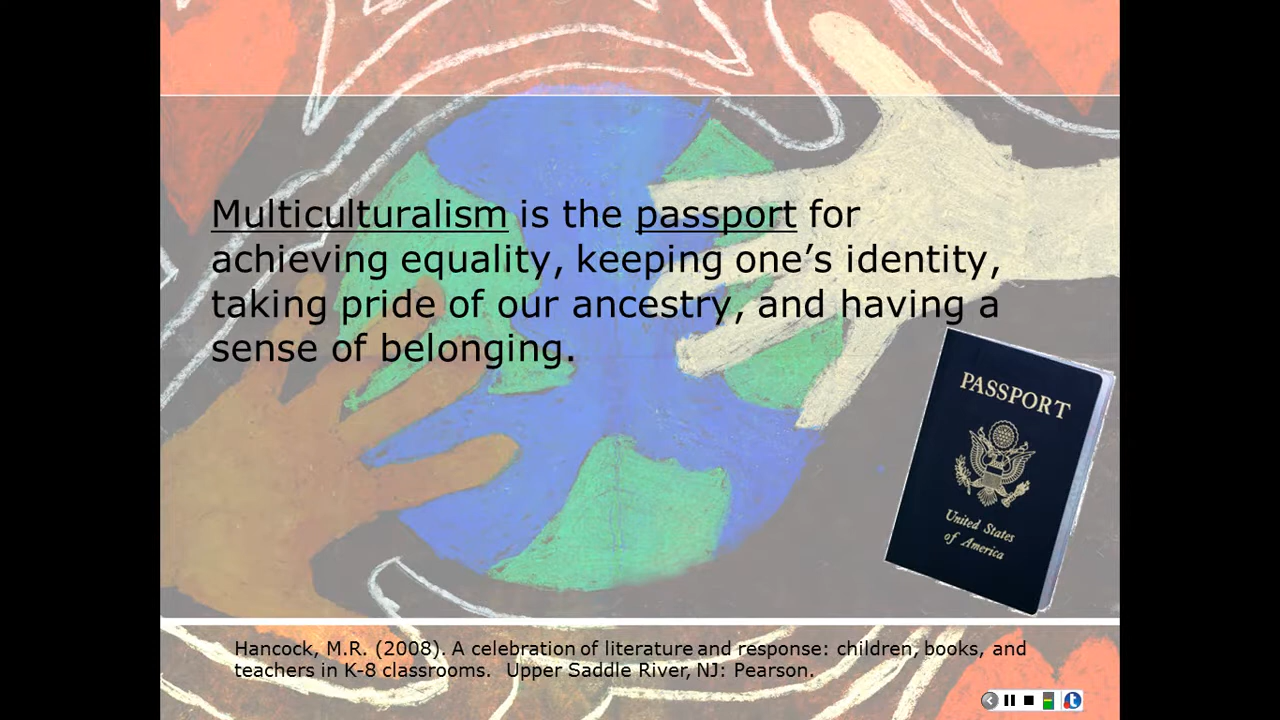 Multiculturalism is the passport for
achieving equality, keeping one’s identity,
taking pride of our ancestry, and having a
sense of belonging.
PASSPORT
United States
of America
Hancock, M.R. (2008). A celebration of literature and response: children, books, and
teachers in K-8 classrooms.  Upper Saddle River, NJ: Pearson.
t